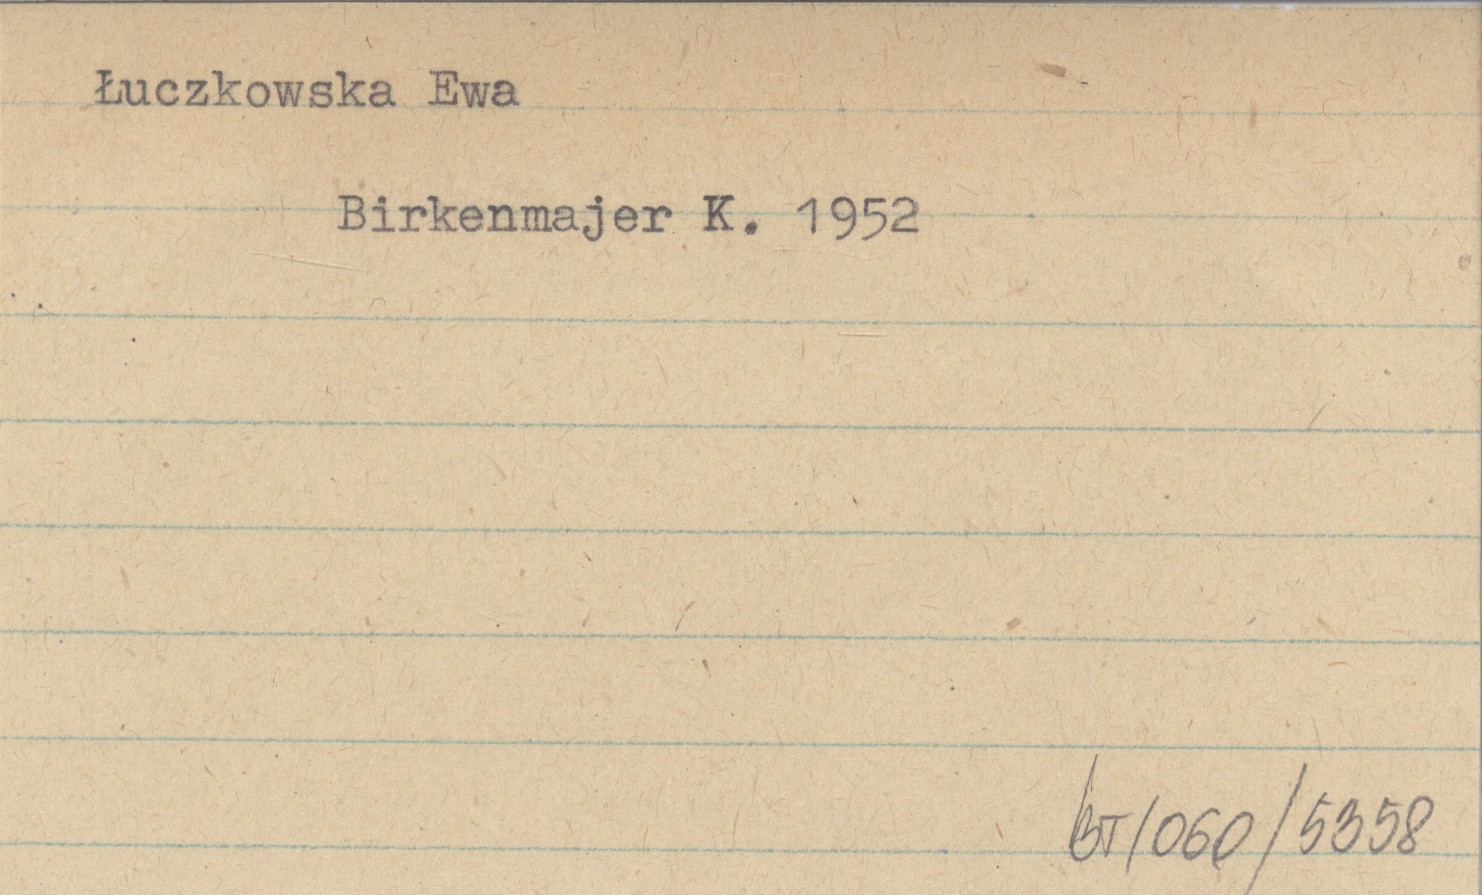 Łuczkowska Ewa
Birkenmajer K. 1952
BT/060/5358